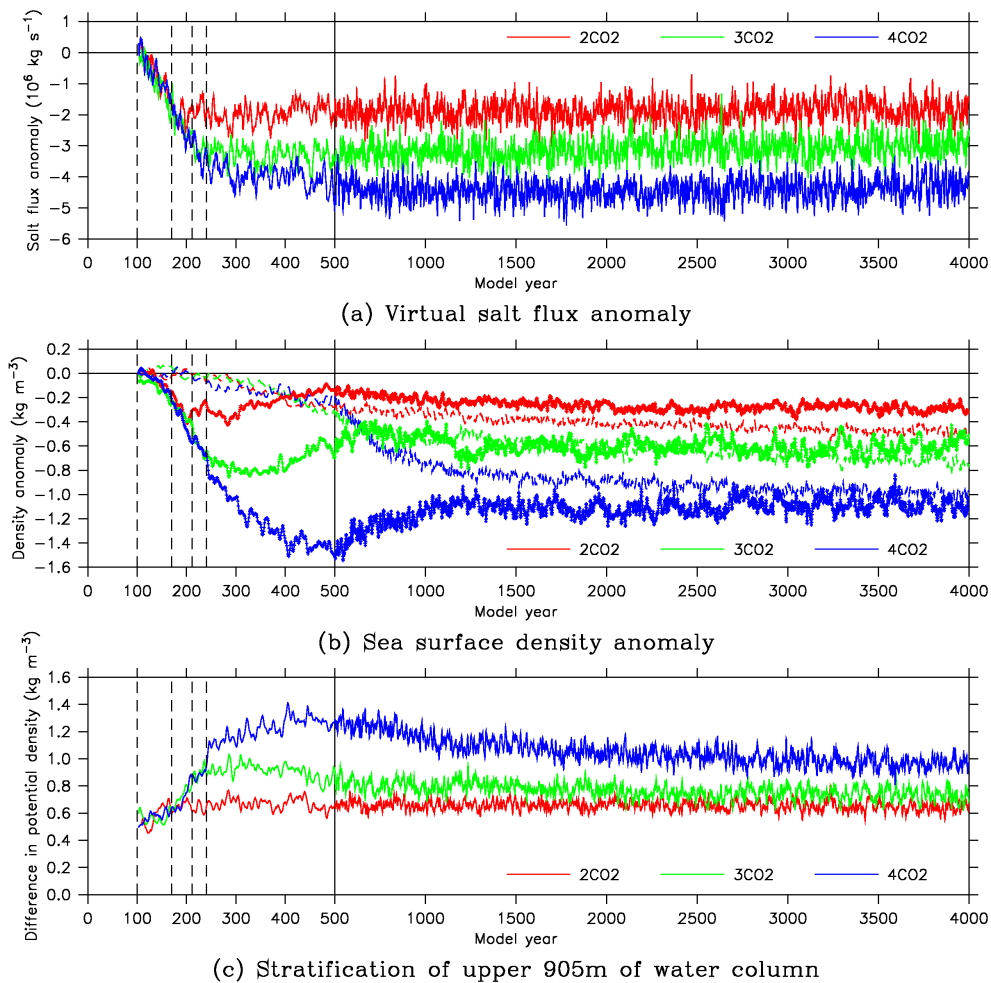 Salt flux anomaly (10⁶ kg s⁻¹)
1
0
−1
−2
−3
−4
−5
−6
2CO2 3CO2 4CO2
0 100 200 300 400 500 1000 1500 2000 2500 3000 3500 4000
Model year
(a) Virtual salt flux anomaly
Density anomaly (kg m⁻³)
0.2
0.0
−0.2
−0.4
−0.6
−0.8
−1.0
−1.2
−1.4
−1.6
2CO2 3CO2 4CO2
0 100 200 300 400 500 1000 1500 2000 2500 3000 3500 4000
Model year
(b) Sea surface density anomaly
Difference in potential density (kg m⁻³)
1.6
1.4
1.2
1.0
0.8
0.6
0.4
0.2
0.0
2CO2 3CO2 4CO2
0 100 200 300 400 500 1000 1500 2000 2500 3000 3500 4000
Model year
(c) Stratification of upper 905m of water column